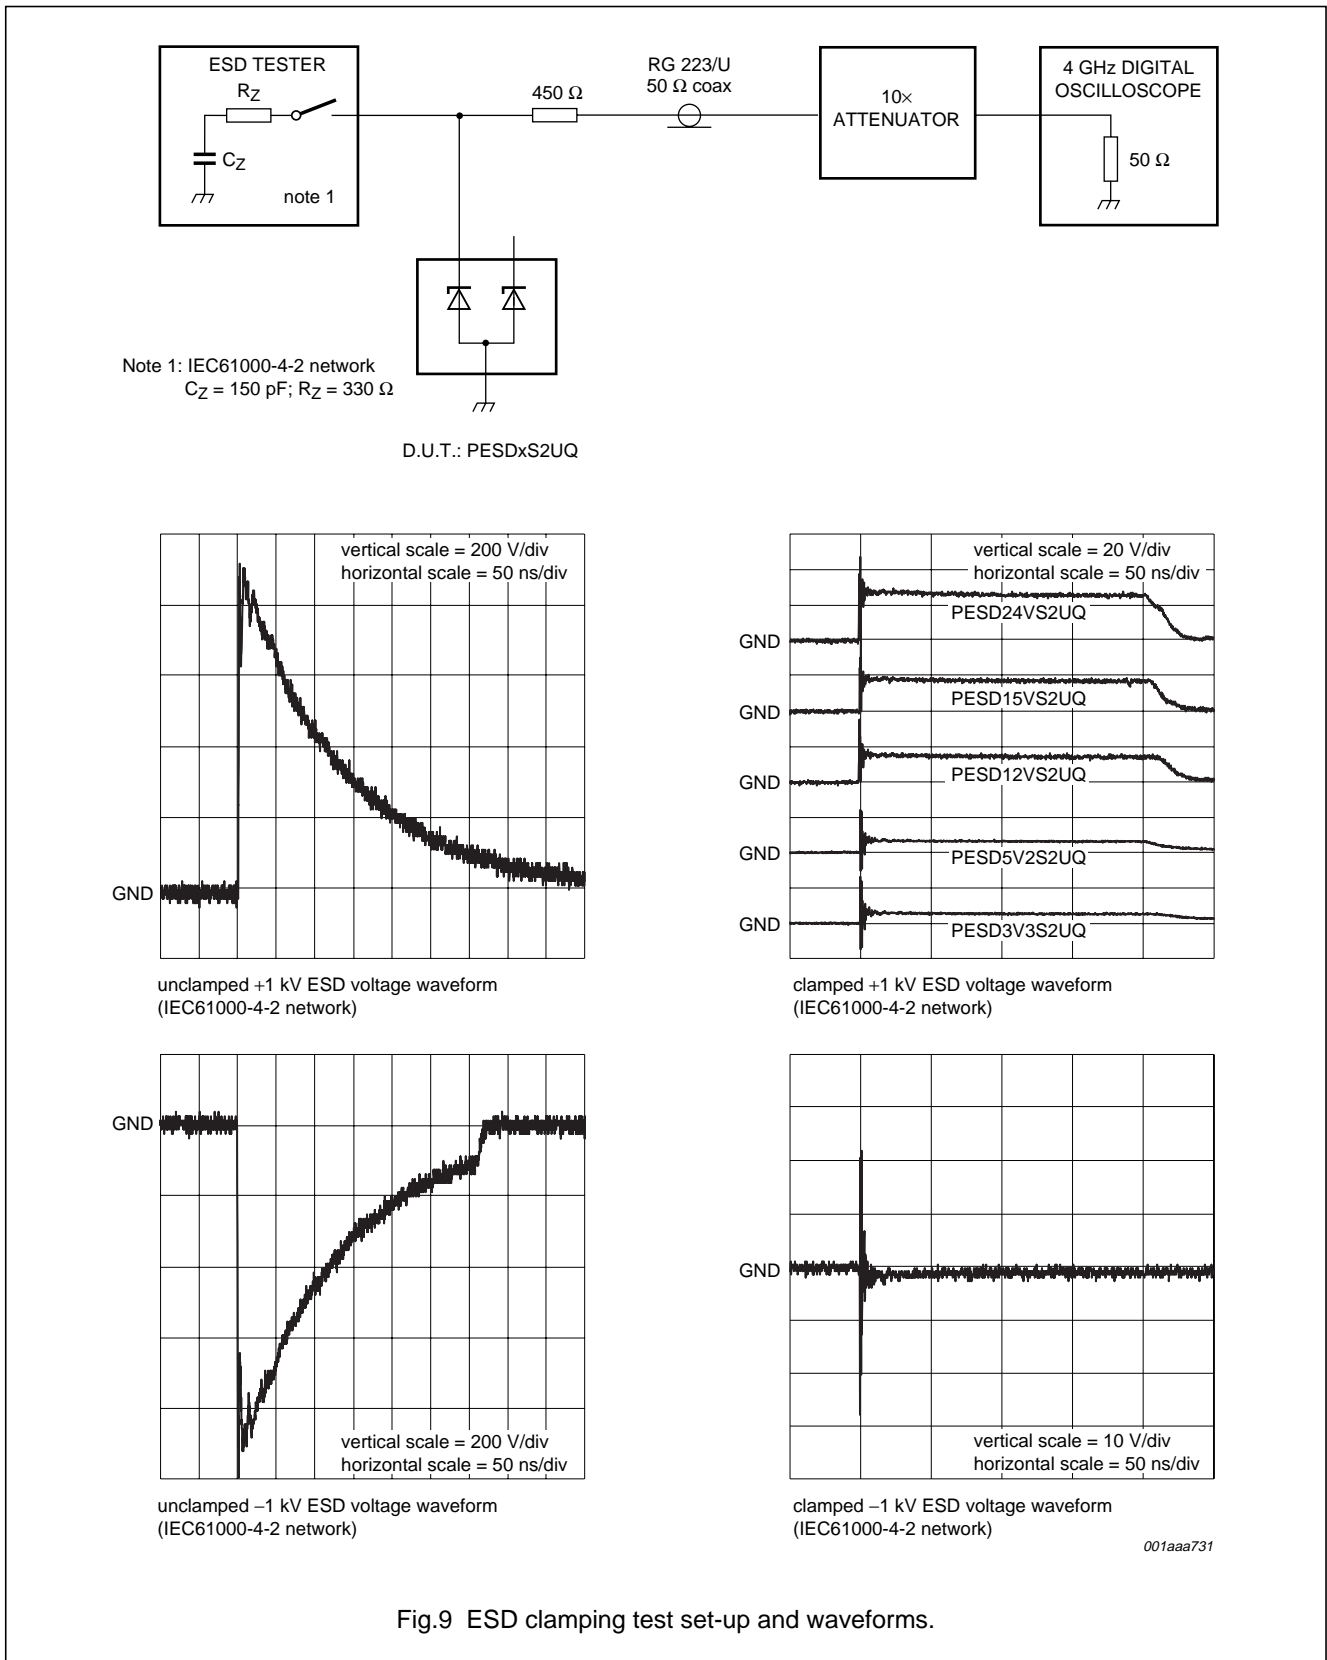 ESD TESTER
RZ
CZ
note 1
450 Ω
RG 223/U
50 Ω coax
10×
ATTENUATOR
4 GHz DIGITAL
OSCILLOSCOPE
50 Ω
Note 1: IEC61000-4-2 network
CZ = 150 pF; RZ = 330 Ω
D.U.T.: PESDxS2UQ
vertical scale = 200 V/div
horizontal scale = 50 ns/div
GND
unclamped +1 kV ESD voltage waveform
(IEC61000-4-2 network)
vertical scale = 20 V/div
horizontal scale = 50 ns/div
PESD24VS2UQ
GND
PESD15VS2UQ
GND
PESD12VS2UQ
GND
PESD5V2S2UQ
GND
PESD3V3S2UQ
GND
clamped +1 kV ESD voltage waveform
(IEC61000-4-2 network)
GND
vertical scale = 200 V/div
horizontal scale = 50 ns/div
unclamped −1 kV ESD voltage waveform
(IEC61000-4-2 network)
GND
vertical scale = 10 V/div
horizontal scale = 50 ns/div
clamped −1 kV ESD voltage waveform
(IEC61000-4-2 network)
001aaa731
Fig.9 ESD clamping test set-up and waveforms.